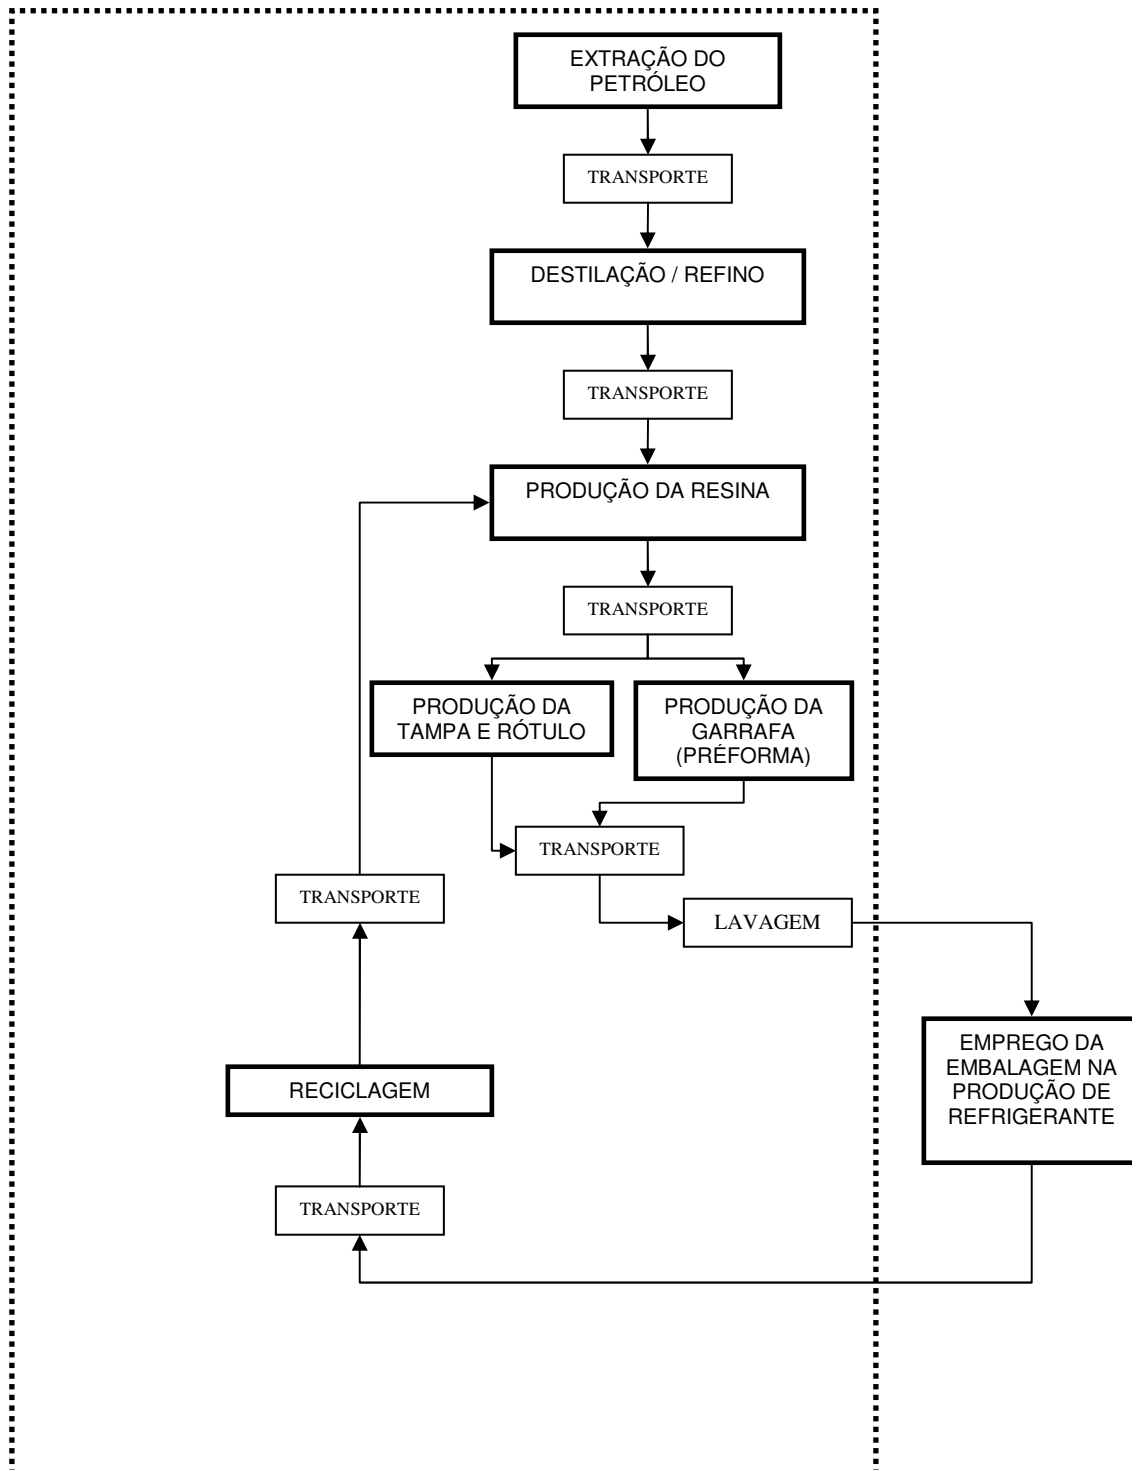 EXTRAÇÃO DO
PETRÓLEO
TRANSPORTE
DESTILAÇÃO / REFINO
TRANSPORTE
PRODUÇÃO DA RESINA
TRANSPORTE
PRODUÇÃO DA
TAMPA E RÓTULO
PRODUÇÃO DA
GARRAFA
(PRÉFORMA)
TRANSPORTE
TRANSPORTE
LAVAGEM
EMPREGO DA
EMBALAGEM NA
PRODUÇÃO DE
REFRIGERANTE
RECICLAGEM
TRANSPORTE